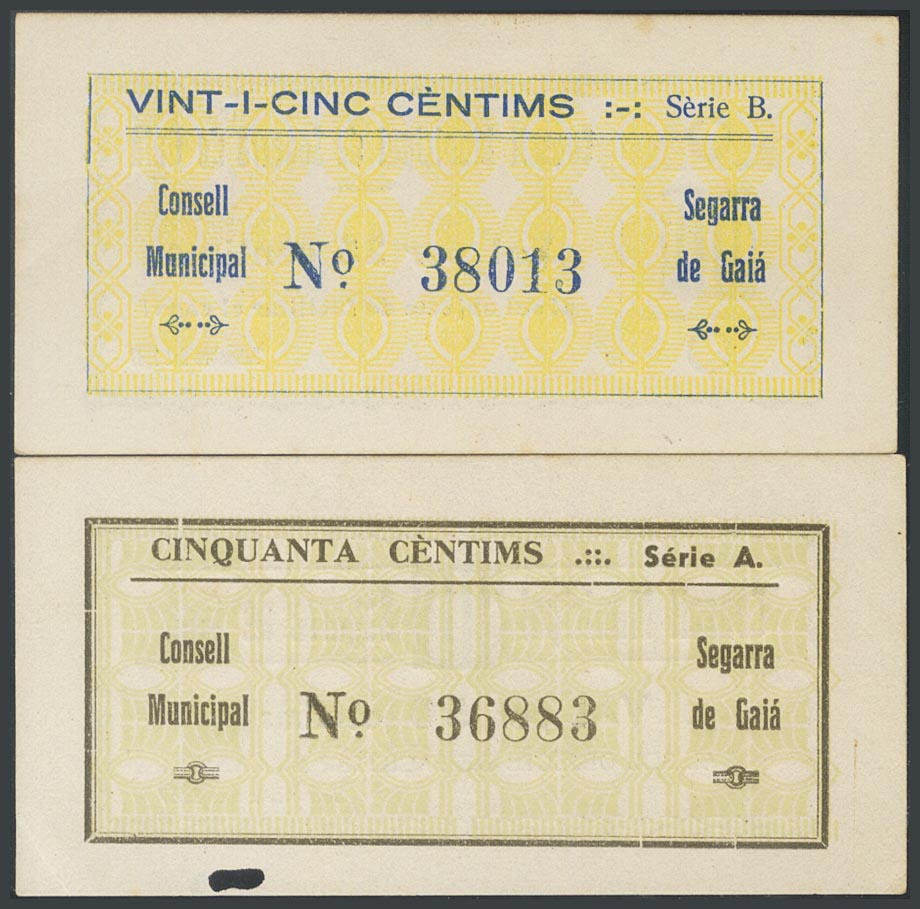 VINT-I-CINC CÈNTIMS :-: Sèrie B.
Consell
Municipal
Nº. 38013
Segarra
de Gaiá
CINQUANTA CÈNTIMS .::. Série A.
Consell
Municipal
Nº. 36883
Segarra
de Gaiá